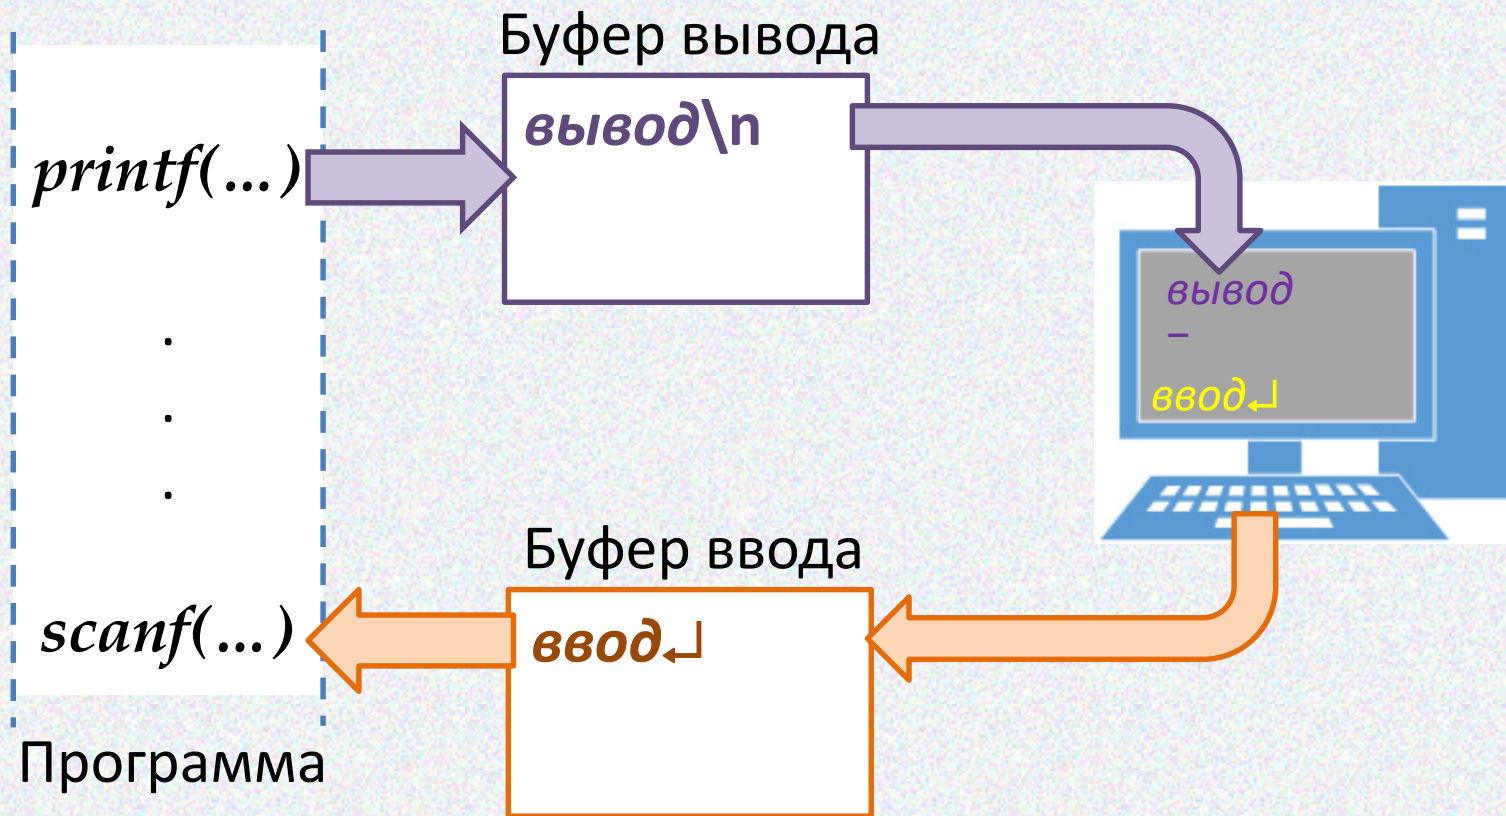 Буфер вывода
вывод\n
printf(...)
.
.
.
вывод
_
ввод↵
Буфер ввода
ввод↵
scanf(...)
Программа